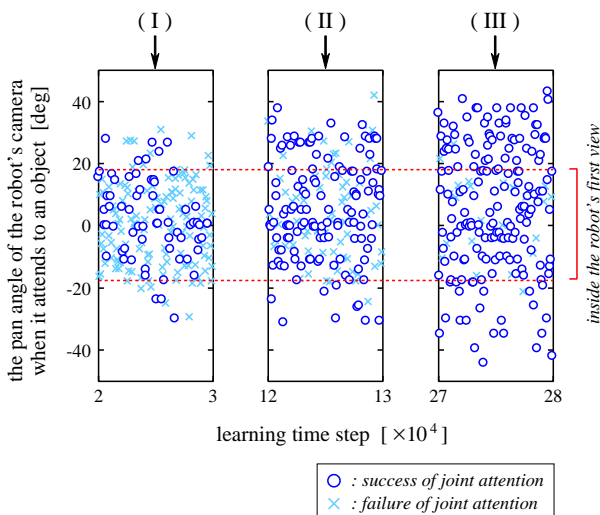 ( I )
( II )
( III )
the pan angle of the robot's camera
when it attends to an object [deg]
40
20
0
-20
-40
2
3
12
13
27
28
inside the robot's first view
learning time step [ ×10⁴ ]
: success of joint attention
: failure of joint attention